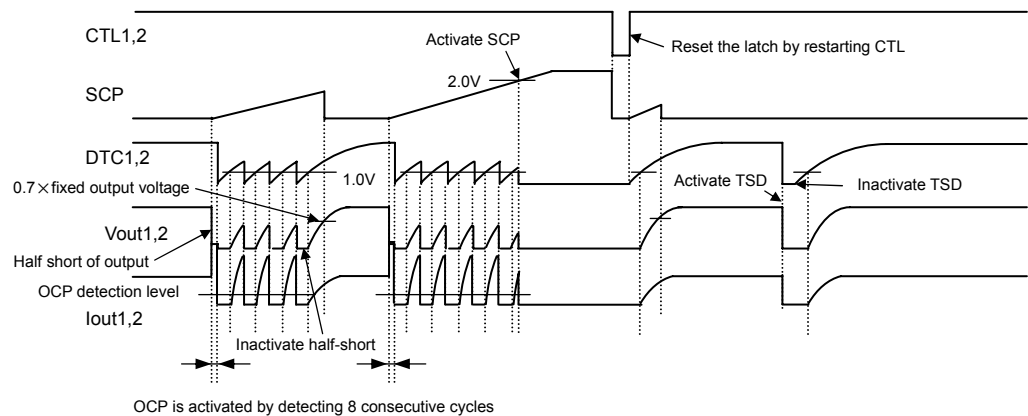 CTL1,2
Activate SCP
Reset the latch by restarting CTL
2.0V
SCP
DTC1,2
1.0V
0.7×fixed output voltage
Activate TSD
Inactivate TSD
Vout1,2
Half short of output
OCP detection level
Iout1,2
Inactivate half-short
OCP is activated by detecting 8 consecutive cycles